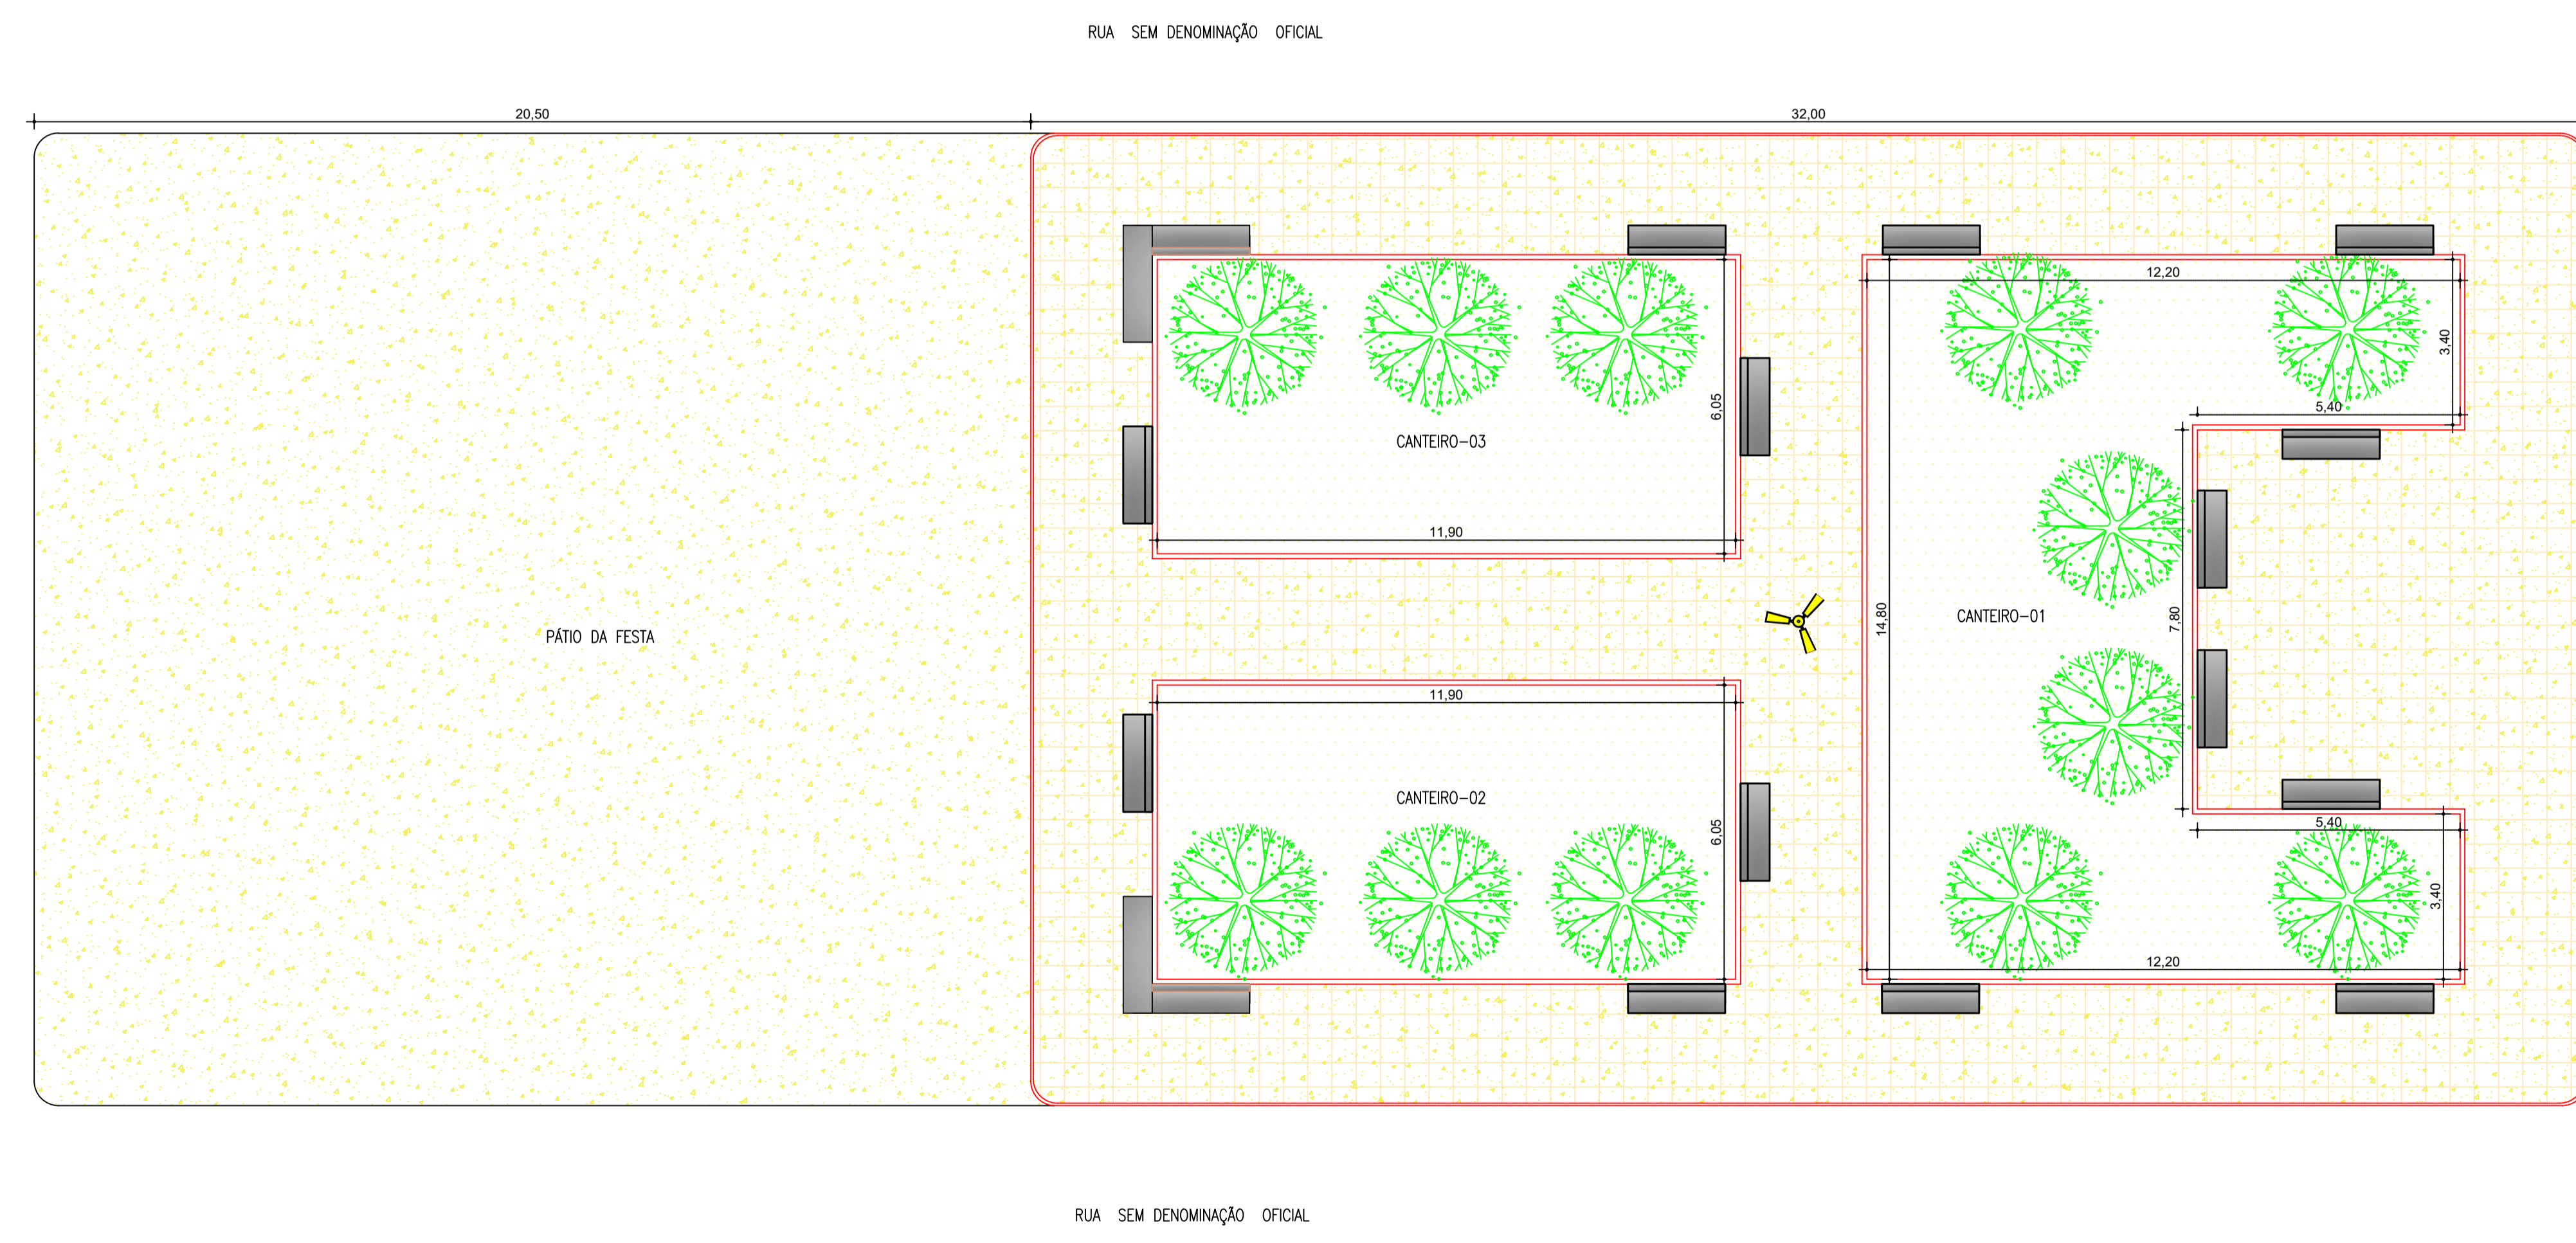 RUA SEM DENOMINAÇÃO OFICIAL
20,50
32,00
12,20
3,40
5,40
6,05
CANTEIRO-03
11,90
14,80
CANTEIRO-01
7,80
PÁTIO DA FESTA
11,90
CANTEIRO-02
6,05
5,40
3,40
12,20
RUA SEM DENOMINAÇÃO OFICIAL